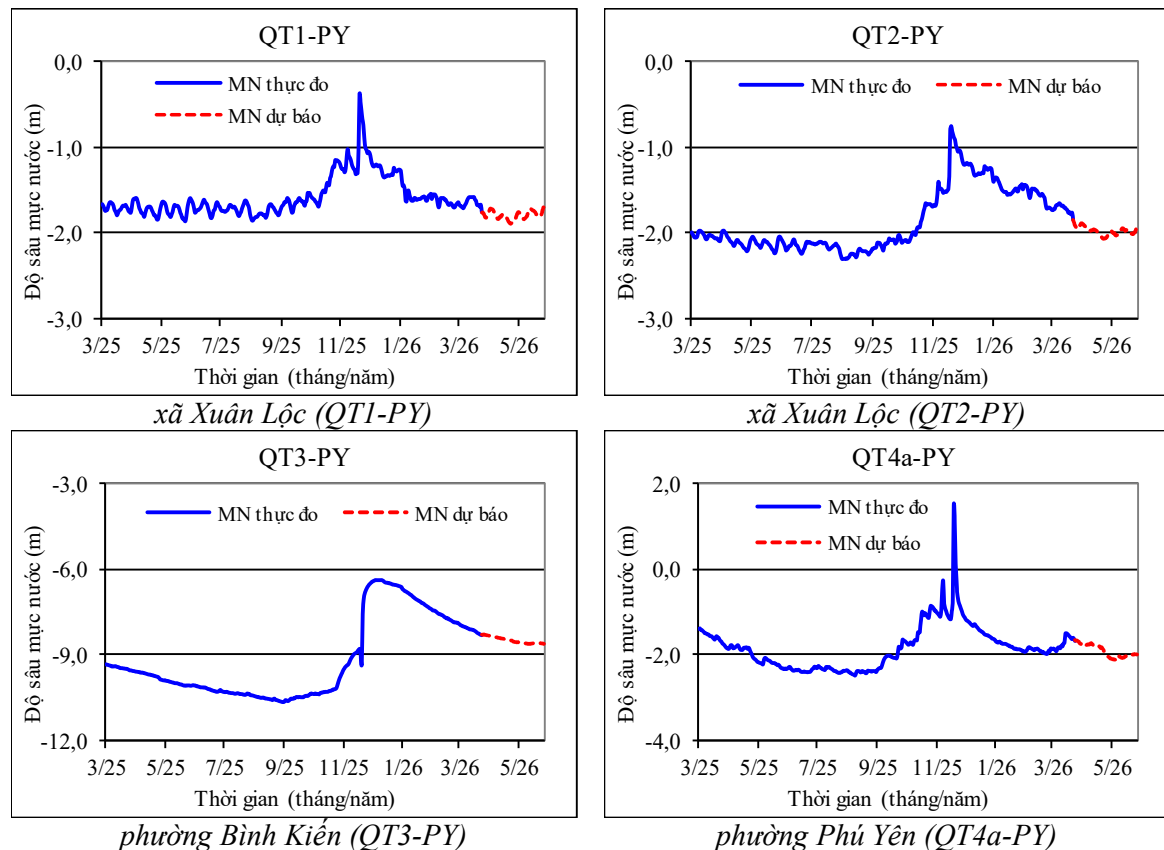 QT1-PY
0,0
-1,0
-2,0
-3,0
Độ sâu mực nước (m)
MN thực đo
MN dự báo
3/25 5/25 7/25 9/25 11/25 1/26 3/26 5/26
Thời gian (tháng/năm)
xã Xuân Lộc (QT1-PY)
QT2-PY
0,0
-1,0
-2,0
-3,0
Độ sâu mực nước (m)
MN thực đo MN dự báo
3/25 5/25 7/25 9/25 11/25 1/26 3/26 5/26
Thời gian (tháng/năm)
xã Xuân Lộc (QT2-PY)
QT3-PY
-3,0
-6,0
-9,0
-12,0
Độ sâu mực nước (m)
MN thực đo MN dự báo
3/25 5/25 7/25 9/25 11/25 1/26 3/26 5/26
Thời gian (tháng/năm)
phường Bình Kiến (QT3-PY)
QT4a-PY
2,0
0,0
-2,0
-4,0
Độ sâu mực nước (m)
MN thực đo
MN dự báo
3/25 5/25 7/25 9/25 11/25 1/26 3/26 5/26
Thời gian (tháng/năm)
phường Phú Yên (QT4a-PY)